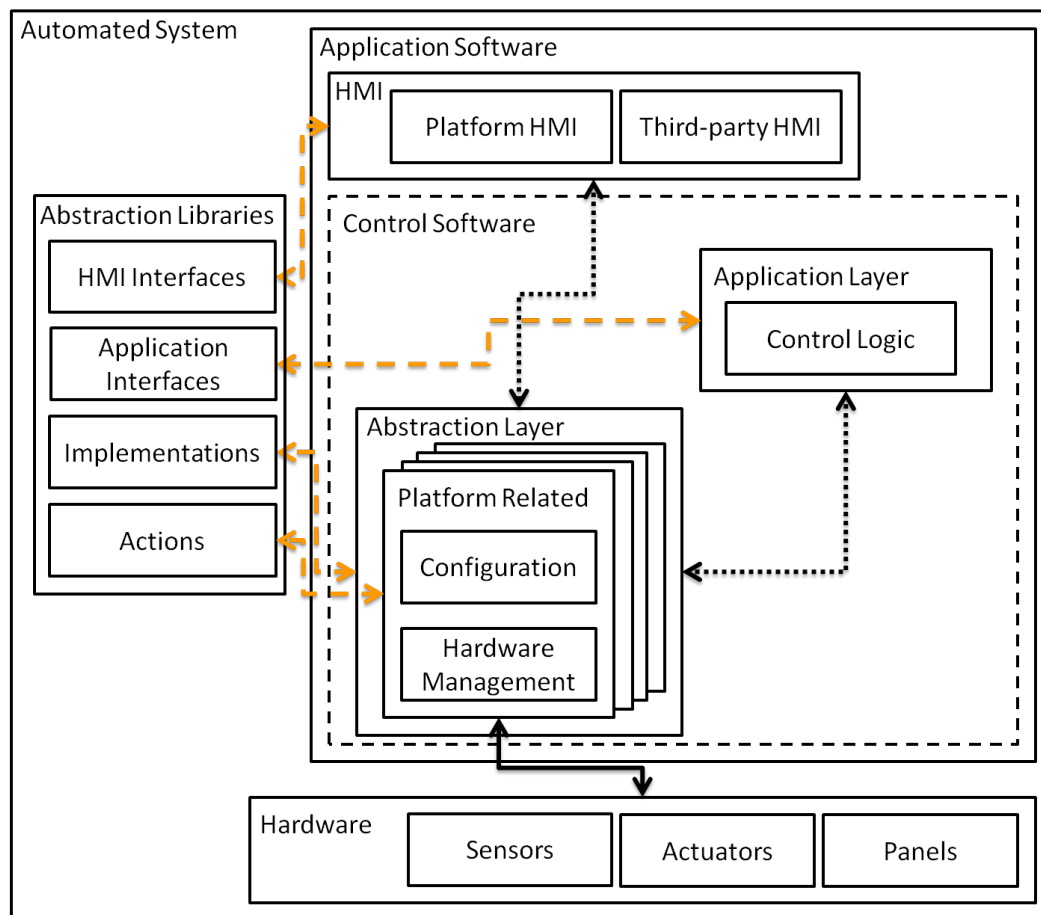 Automated System
Application Software
HMI
Platform HMI
Third-party HMI
Abstraction Libraries
HMI Interfaces
Application
Interfaces
Implementations
Actions
Control Software
Application Layer
Control Logic
Abstraction Layer
Platform Related
Configuration
Hardware
Management
Hardware
Sensors
Actuators
Panels